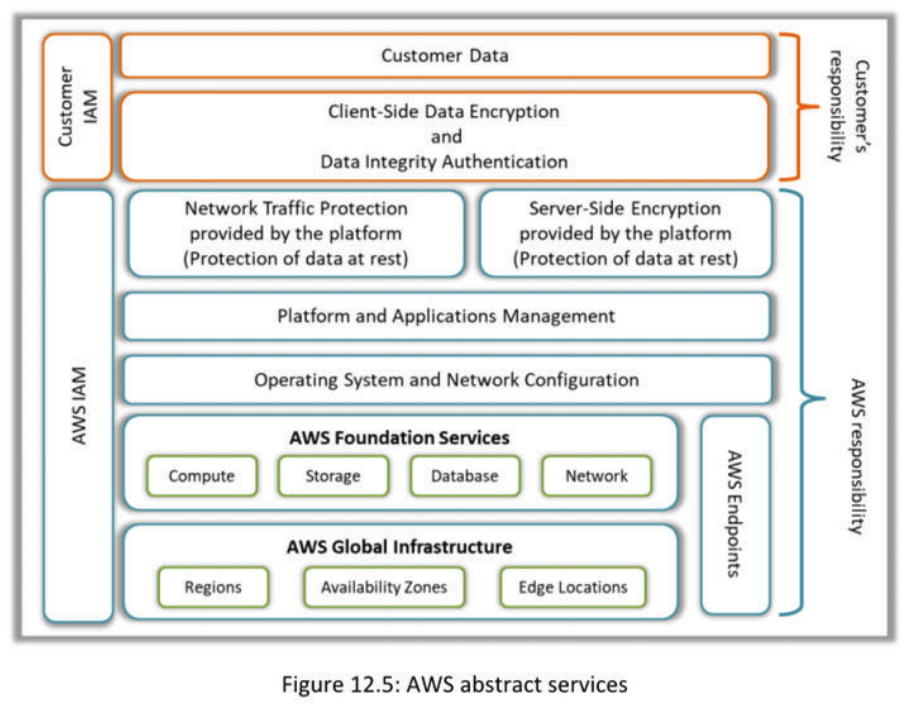 Customer IAM
Customer Data
Client-Side Data Encryption
and
Data Integrity Authentication
Customer's
responsibility
AWS IAM
Network Traffic Protection
provided by the platform
(Protection of data at rest)
Server-Side Encryption
provided by the platform
(Protection of data at rest)
Platform and Applications Management
Operating System and Network Configuration
AWS Foundation Services
Compute
Storage
Database
Network
AWS Global Infrastructure
Regions
Availability Zones
Edge Locations
AWS Endpoints
AWS responsibility
Figure 12.5: AWS abstract services